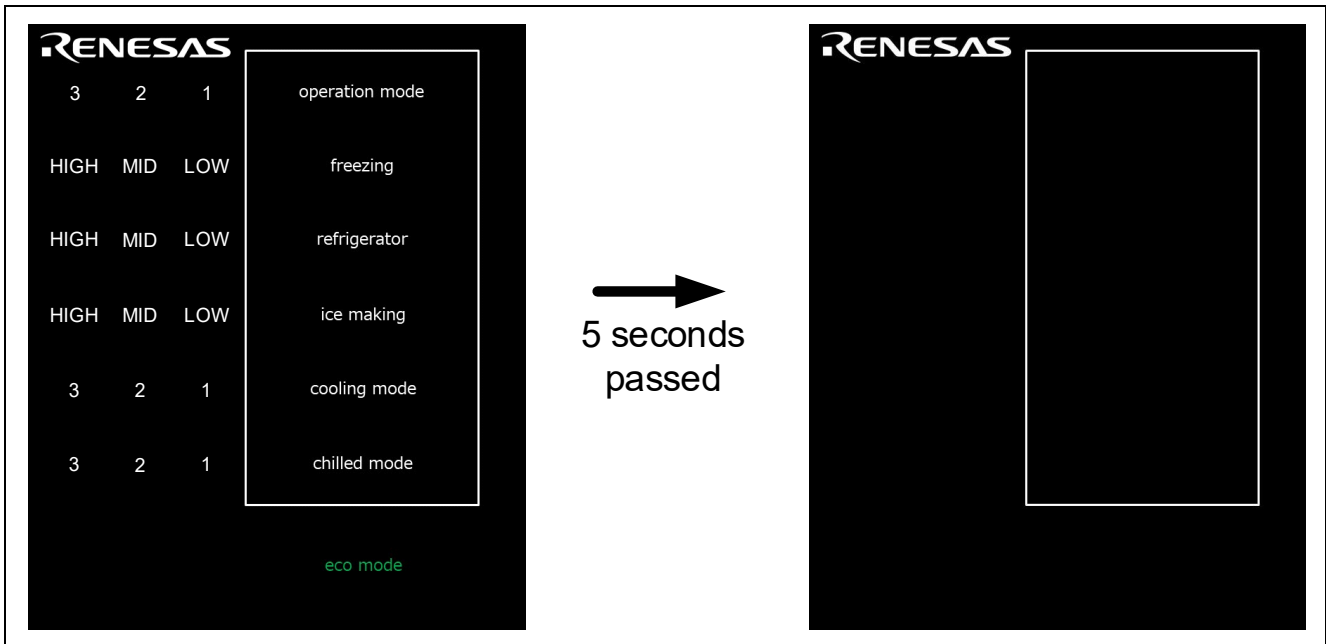 RENESAS
3 2 1 operation mode
HIGH MID LOW freezing
HIGH MID LOW refrigerator
HIGH MID LOW ice making
3 2 1 cooling mode
3 2 1 chilled mode
eco mode
5 seconds
passed
RENESAS